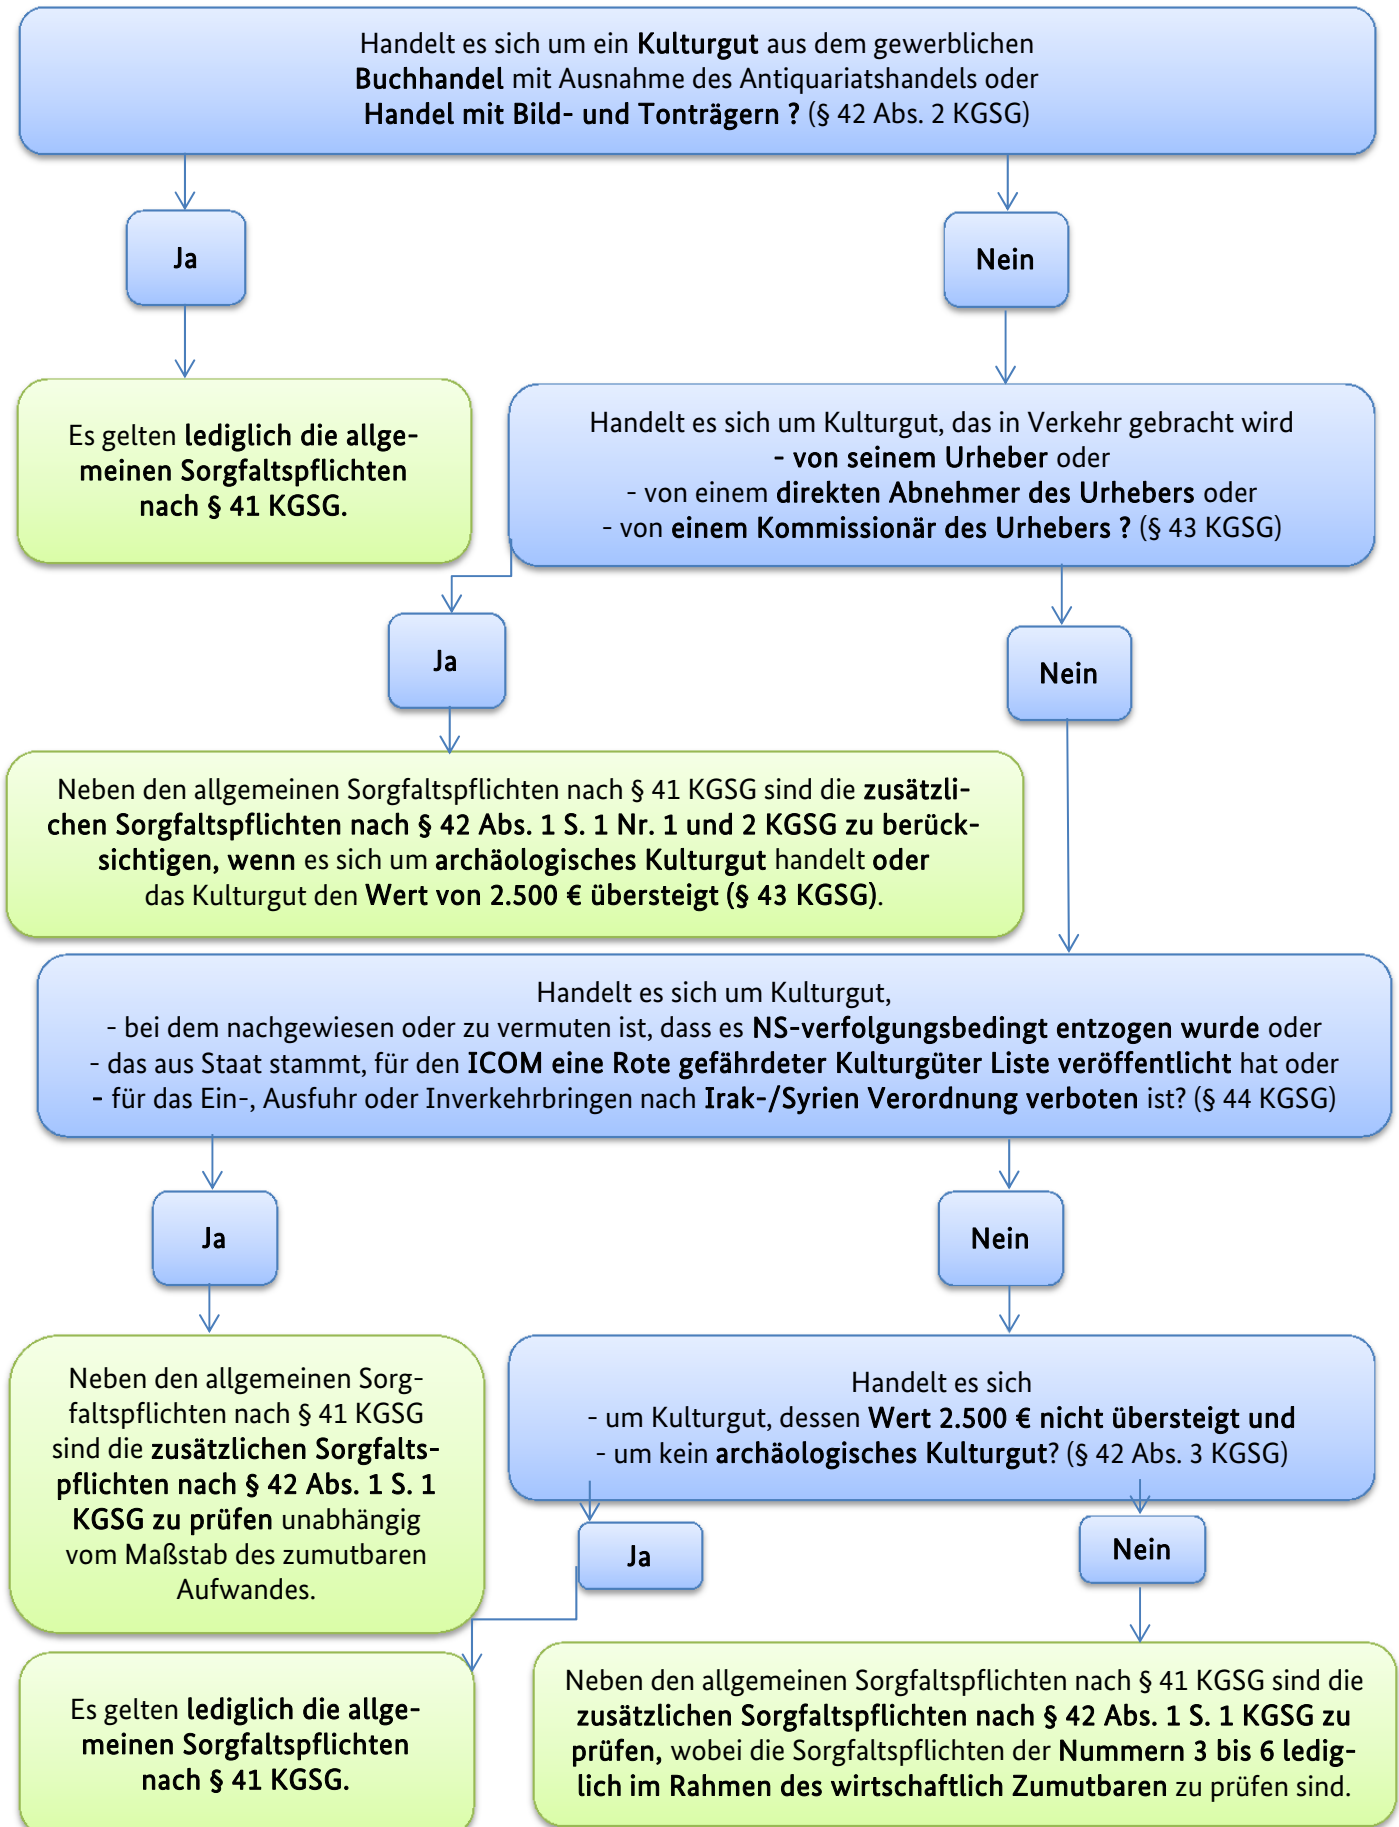 Handelt es sich um ein Kulturgut aus dem gewerblichen
Buchhandel mit Ausnahme des Antiquariatshandels oder
Handel mit Bild- und Tonträgern ? (§ 42 Abs. 2 KGSG)
Ja
Nein
Es gelten lediglich die allge-
meinen Sorgfaltspflichten
nach § 41 KGSG.
Handelt es sich um Kulturgut, das in Verkehr gebracht wird
- von seinem Urheber oder
- von einem direkten Abnehmer des Urhebers oder
- von einem Kommissionär des Urhebers ? (§ 43 KGSG)
Ja
Nein
Neben den allgemeinen Sorgfaltspflichten nach § 41 KGSG sind die zusätzli-
chen Sorgfaltspflichten nach § 42 Abs. 1 S. 1 Nr. 1 und 2 KGSG zu berück-
sichtigen, wenn es sich um archäologisches Kulturgut handelt oder
das Kulturgut den Wert von 2.500 € übersteigt (§ 43 KGSG).
Handelt es sich um Kulturgut,
- bei dem nachgewiesen oder zu vermuten ist, dass es NS-verfolgungsbedingt entzogen wurde oder
- das aus Staat stammt, für den ICOM eine Rote gefährdeter Kulturgüter Liste veröffentlicht hat oder
- für das Ein-, Ausfuhr oder Inverkehrbringen nach Irak-/Syrien Verordnung verboten ist? (§ 44 KGSG)
Ja
Nein
Neben den allgemeinen Sorg-
faltspflichten nach § 41 KGSG
sind die zusätzlichen Sorgfalts-
pflichten nach § 42 Abs. 1 S. 1
KGSG zu prüfen unabhängig
vom Maßstab des zumutbaren
Aufwandes.
Handelt es sich
- um Kulturgut, dessen Wert 2.500 € nicht übersteigt und
- um kein archäologisches Kulturgut? (§ 42 Abs. 3 KGSG)
Ja
Nein
Es gelten lediglich die allge-
meinen Sorgfaltspflichten
nach § 41 KGSG.
Neben den allgemeinen Sorgfaltspflichten nach § 41 KGSG sind die
zusätzlichen Sorgfaltspflichten nach § 42 Abs. 1 S. 1 KGSG zu
prüfen, wobei die Sorgfaltspflichten der Nummern 3 bis 6 ledig-
lich im Rahmen des wirtschaftlich Zumutbaren zu prüfen sind.